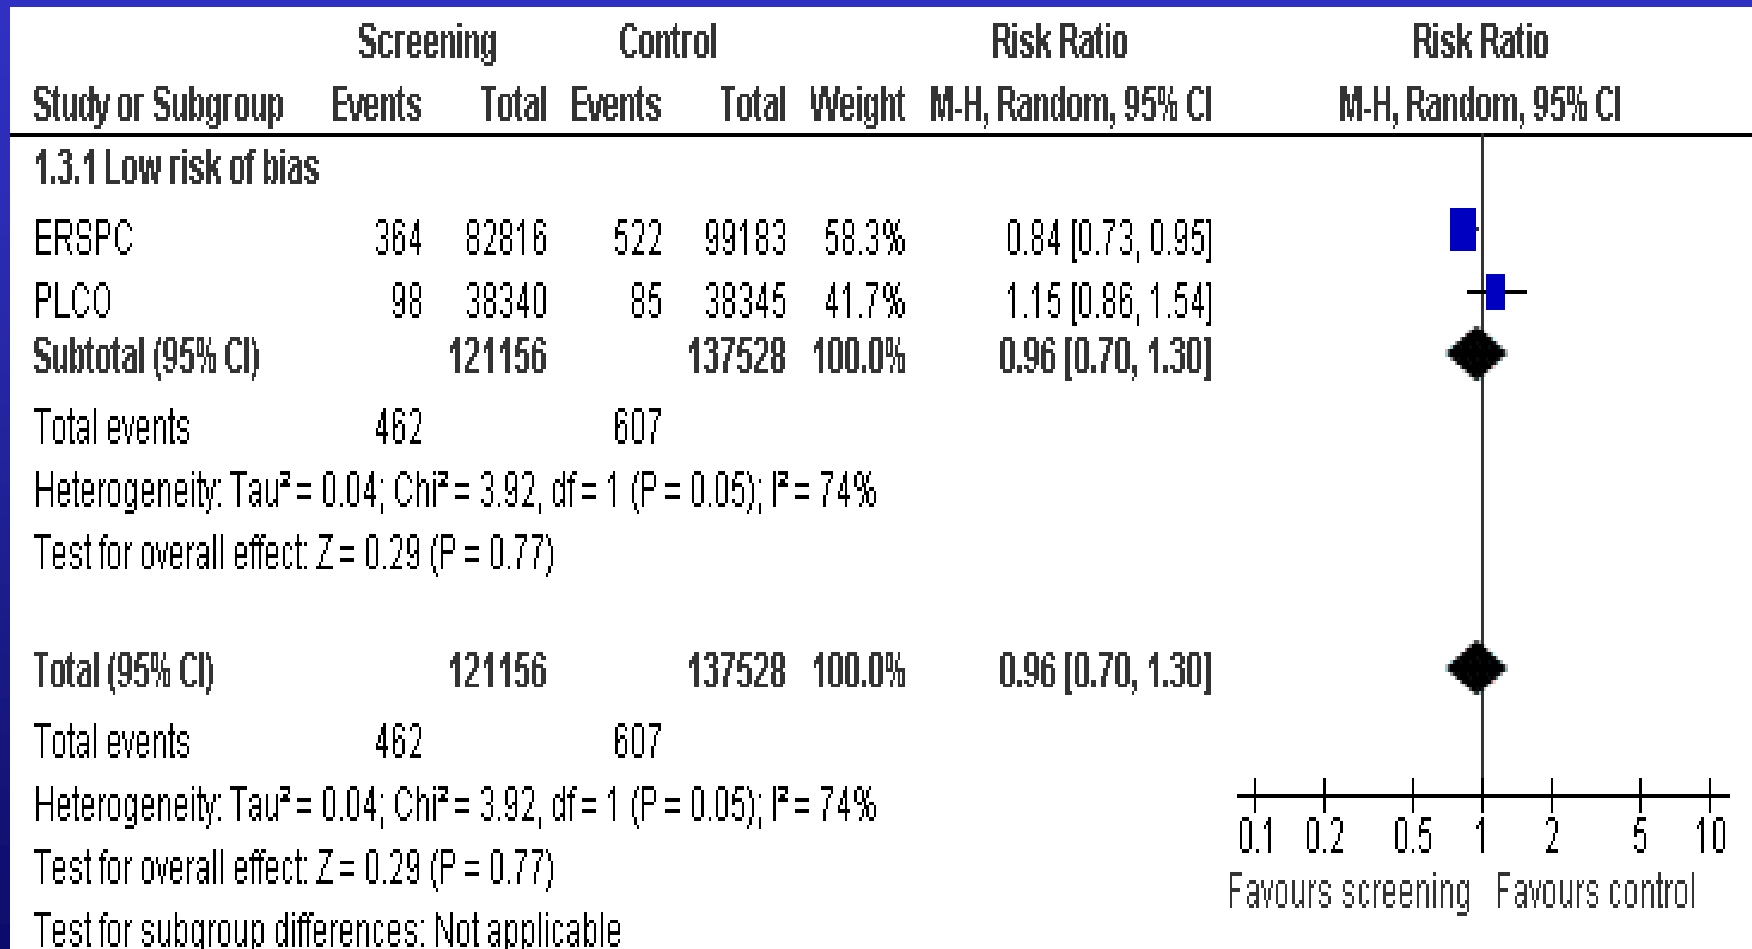 Screening Control Risk Ratio Risk Ratio
Study or Subgroup Events Total Events Total Weight M-H, Random, 95% CI M-H, Random, 95% CI
1.3.1 Low risk of bias
ERSPC 364 82816 522 99183 58.3% 0.84 [0.73, 0.95]
PLCO 98 38340 85 38345 41.7% 1.15 [0.86, 1.54]
Subtotal (95% CI) 121156 137528 100.0% 0.96 [0.70, 1.30]
Total events 462 607
Heterogeneity: Tau² = 0.04; Chi² = 3.92, df = 1 (P = 0.05); I² = 74%
Test for overall effect: Z = 0.29 (P = 0.77)
Total (95% CI) 121156 137528 100.0% 0.96 [0.70, 1.30]
Total events 462 607
Heterogeneity: Tau² = 0.04; Chi² = 3.92, df = 1 (P = 0.05); I² = 74%
0.1 0.2 0.5 1 2 5 10
Test for overall effect: Z = 0.29 (P = 0.77)
Favours screening Favours control
Test for subgroup differences: Not applicable